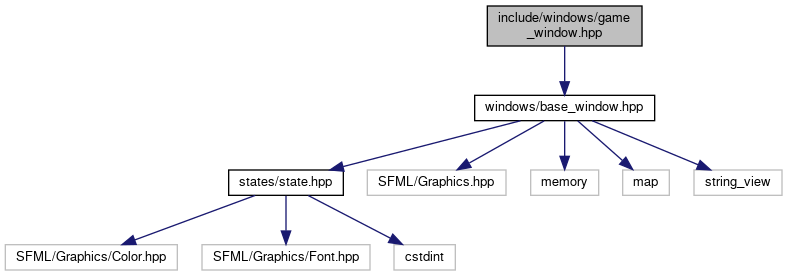 include/windows/game
_window.hpp
windows/base_window.hpp
states/state.hpp
SFML/Graphics.hpp
memory
map
string_view
SFML/Graphics/Color.hpp
SFML/Graphics/Font.hpp
cstdint